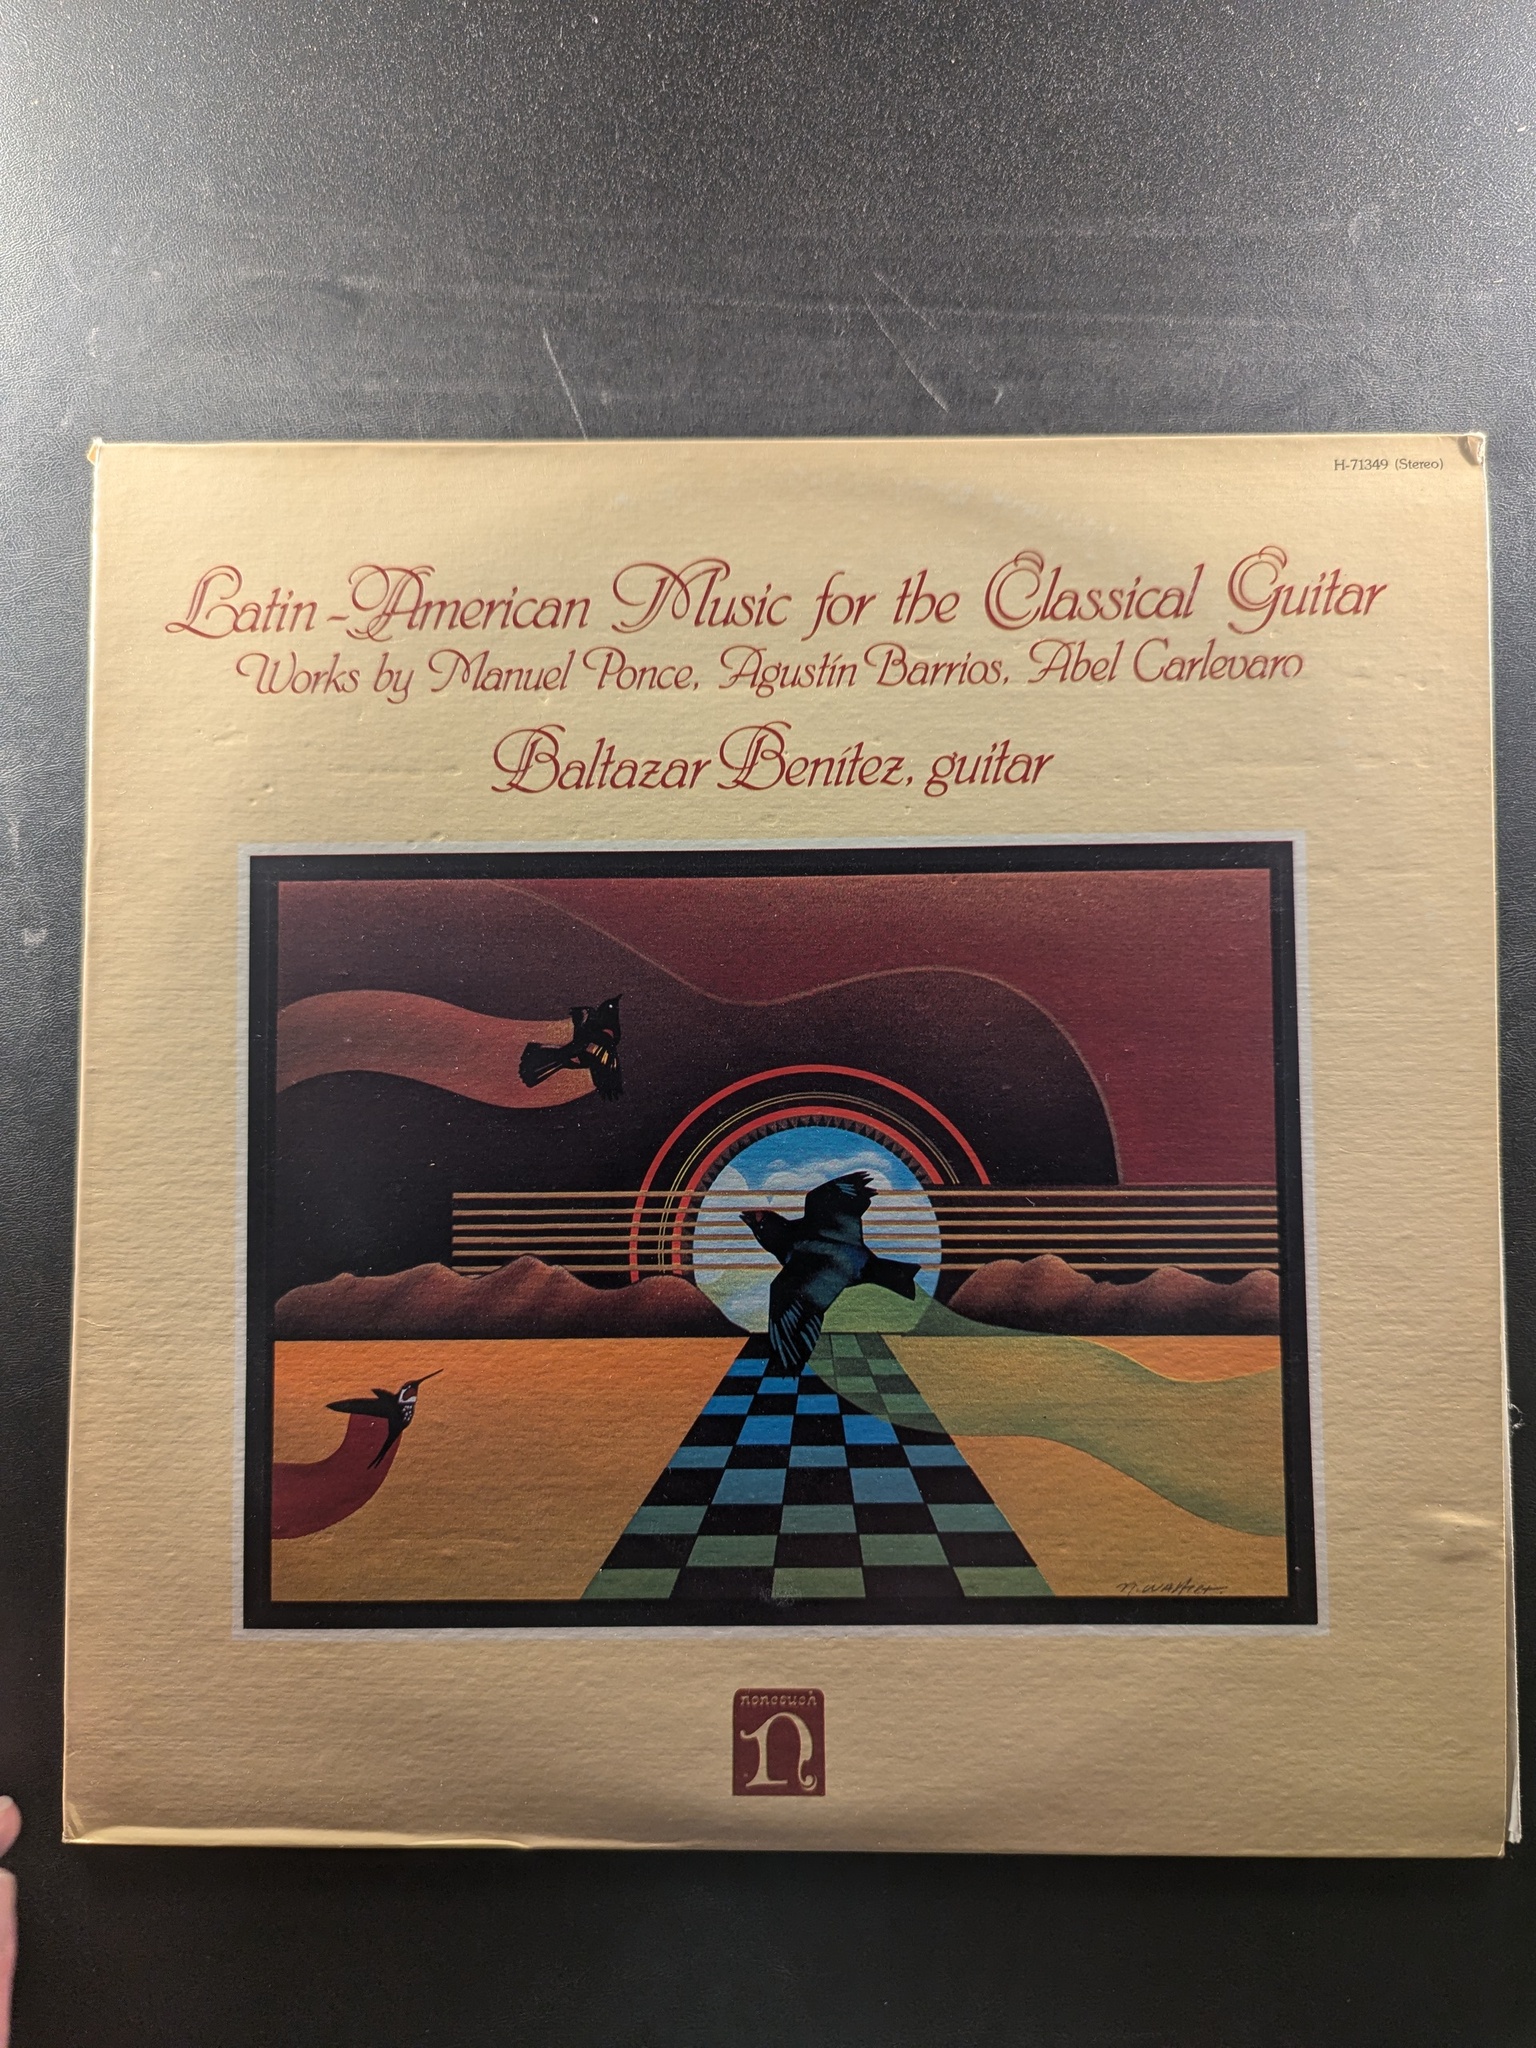 H-71349 (Stereo)
Latin-American Music for the Classical Guitar
Works by Manuel Ponce, Agustín Barrios, Abel Carlevaro
Baltazar Benítez, guitar
N. Walker
nonesuch
n